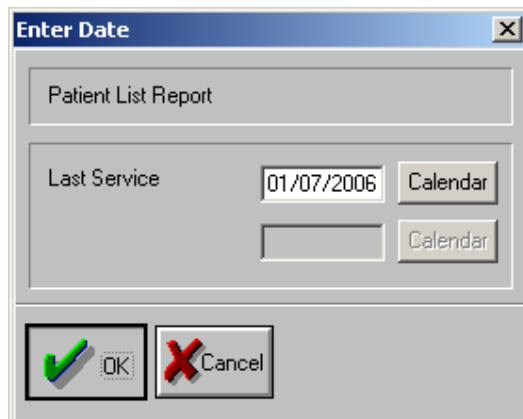 Enter Date
Patient List Report
Last Service 01/07/2006 Calendar
Calendar
OK Cancel